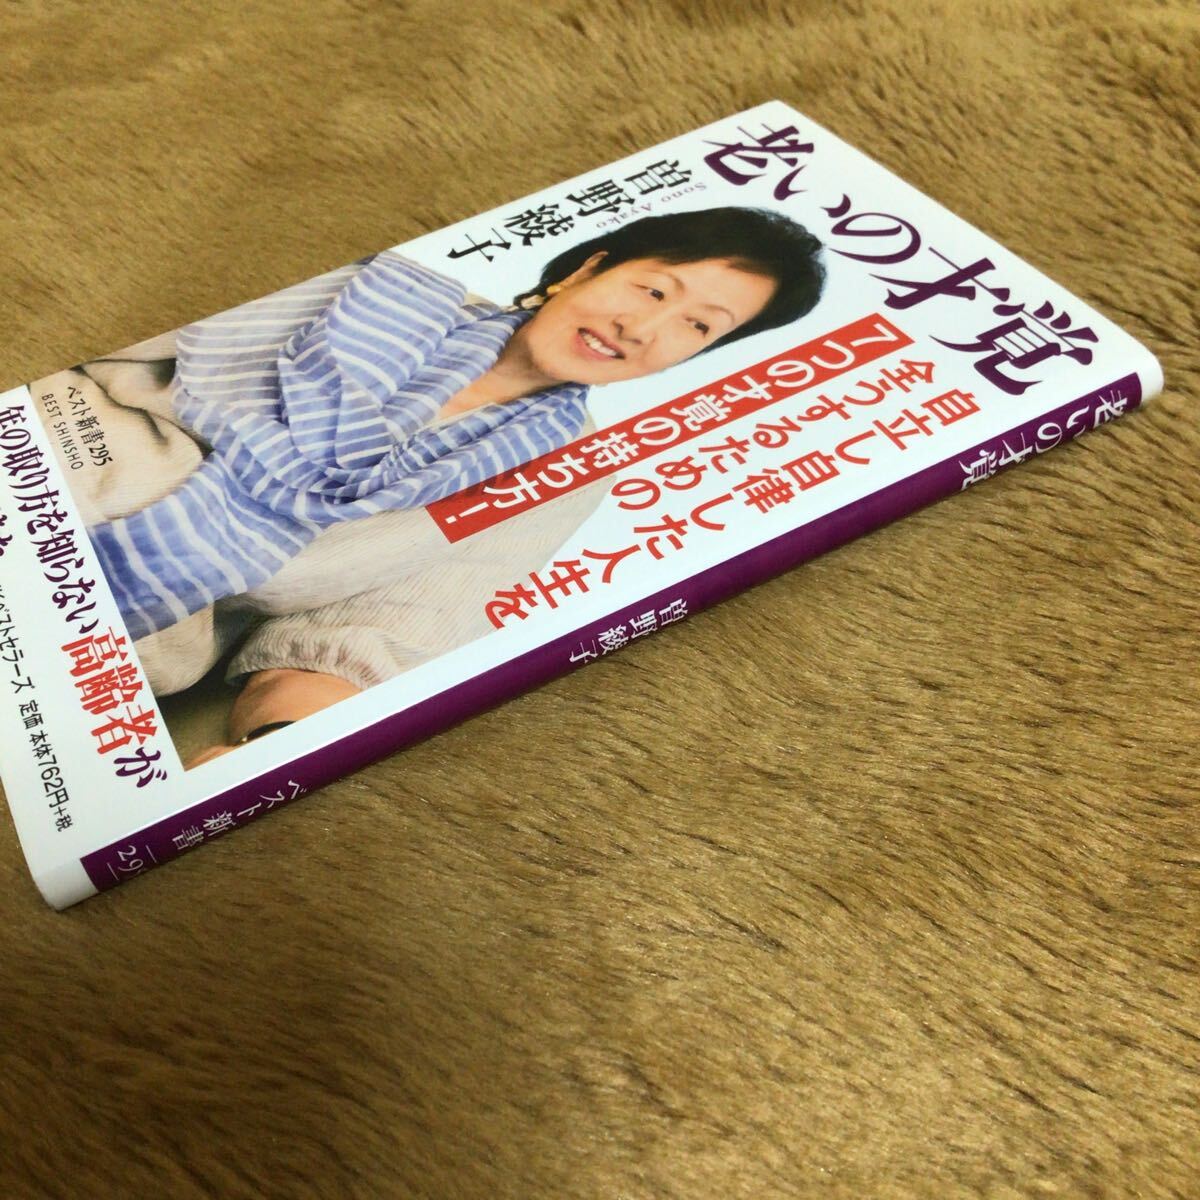 老いの才覚
曽野綾子
Sono Ayako
自立し自律した人生を
全うするための
7つの才覚の持ち方!
ベスト新書295
BEST SHINSHO
年の取り方を知らない高齢者が
ベストセラーズ 定価 本体762円+税
老いの才覚
曽野綾子
ベスト新書
295